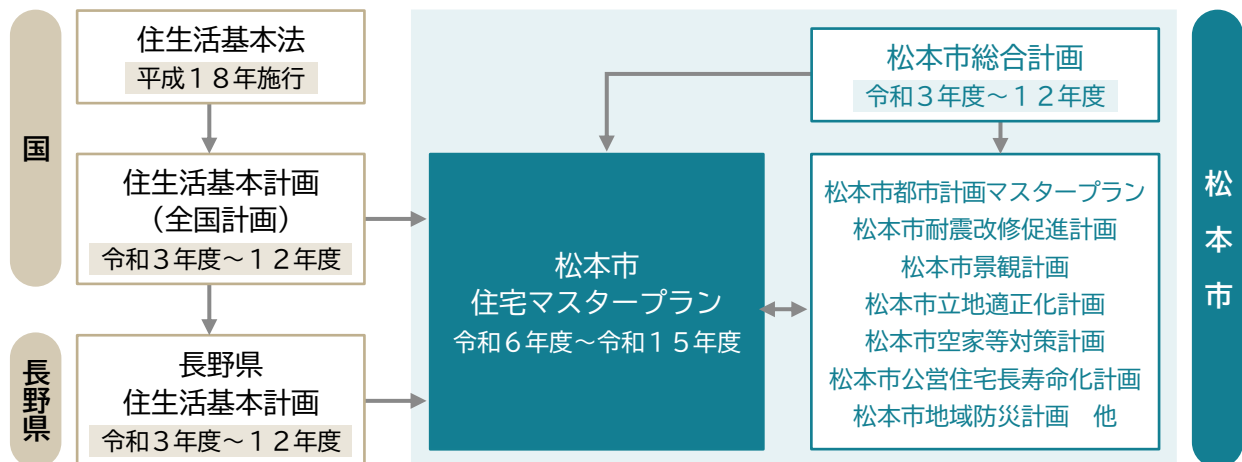 国
住生活基本法
平成１８年施行
住生活基本計画
（全国計画）
令和３年度～１２年度
長野県
長野県
住生活基本計画
令和３年度～１２年度
松本市
住宅マスタープラン
令和６年度～令和１５年度
松本市総合計画
令和３年度～１２年度
松本市都市計画マスタープラン
松本市耐震改修促進計画
松本市景観計画
松本市立地適正化計画
松本市空家等対策計画
松本市公営住宅長寿命化計画
松本市地域防災計画　他
松本市